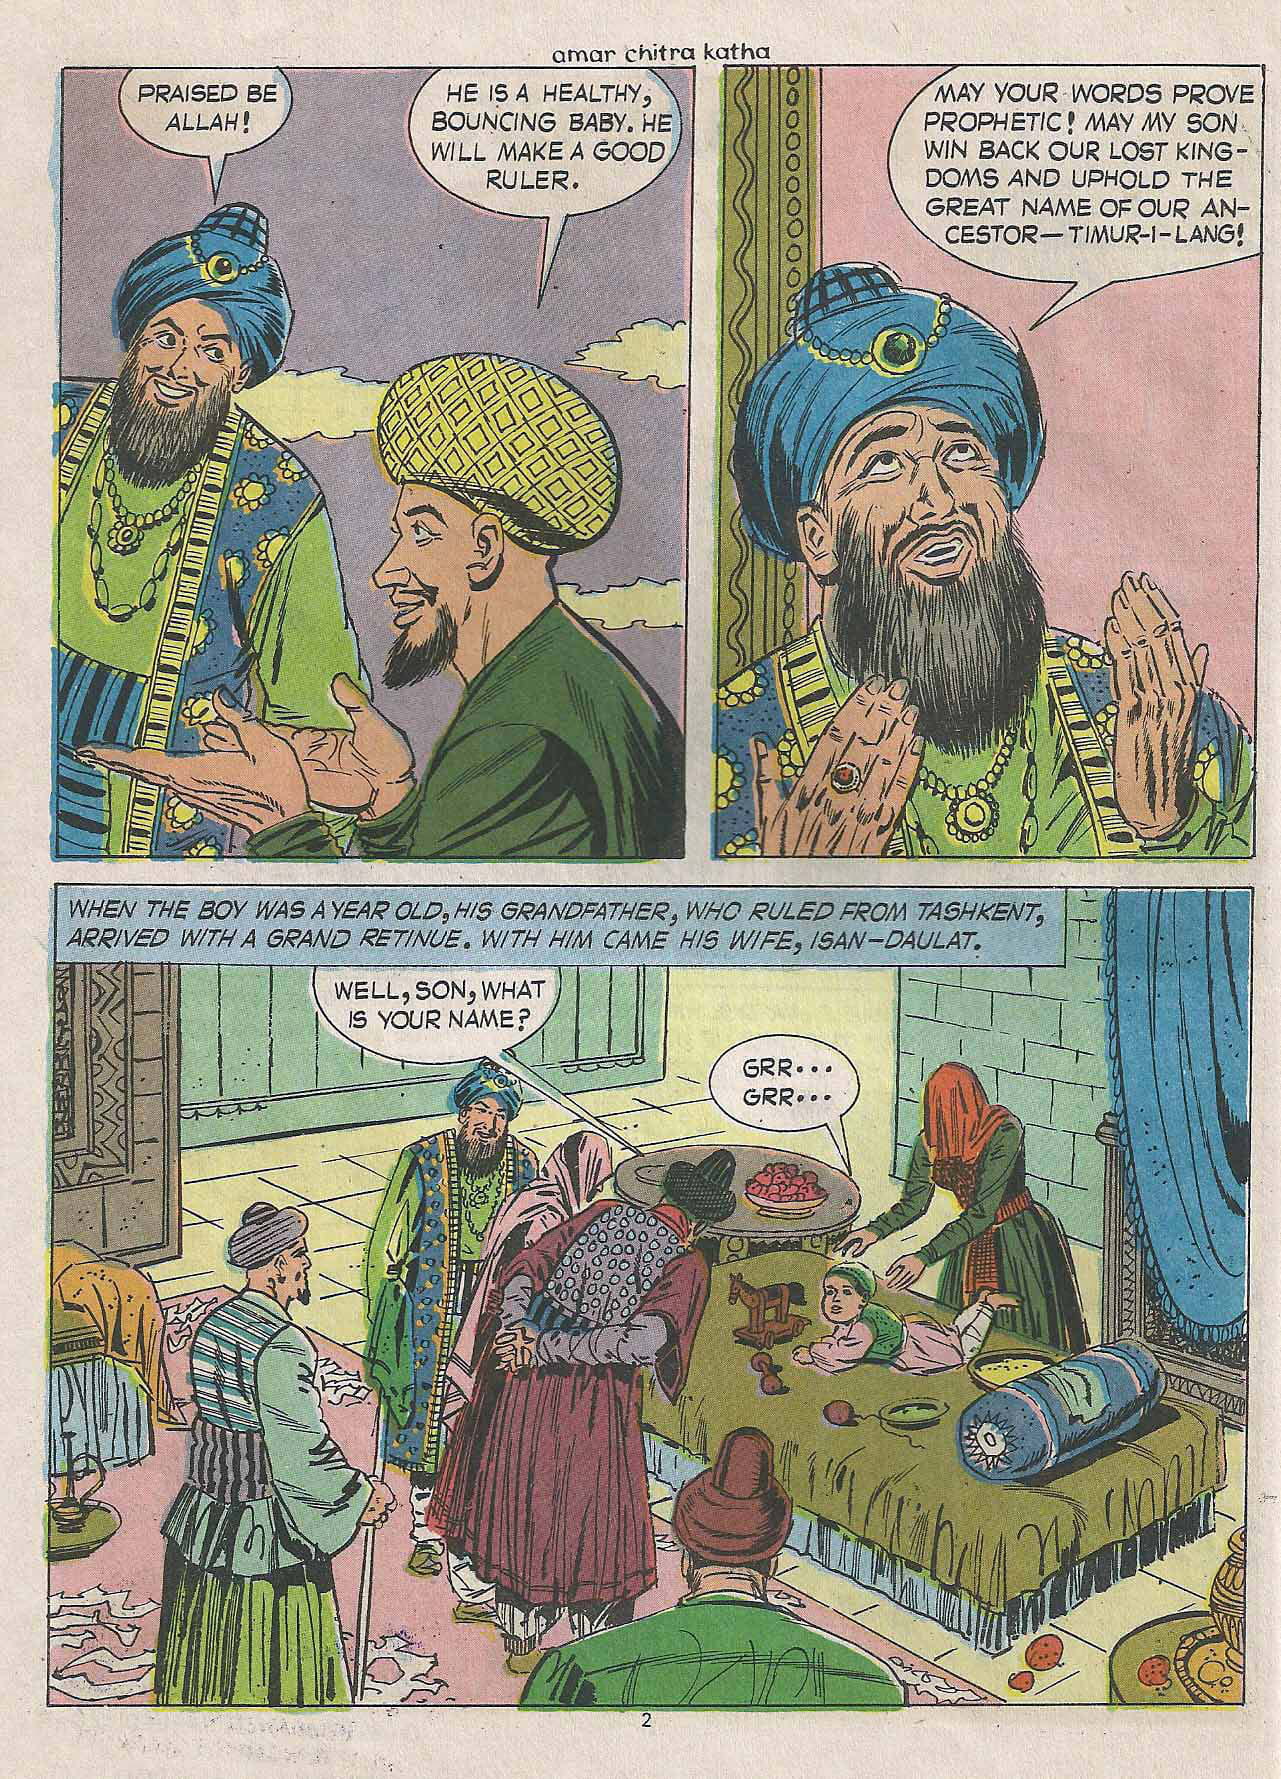 amar chitra katha
PRAISED BE
ALLAH!
HE IS A HEALTHY,
BOUNCING BABY. HE
WILL MAKE A GOOD
RULER.
MAY YOUR WORDS PROVE
PROPHETIC! MAY MY SON
WIN BACK OUR LOST KING-
DOMS AND UPHOLD THE
GREAT NAME OF OUR AN-
CESTOR—TIMUR-I-LANG!
WHEN THE BOY WAS A YEAR OLD, HIS GRANDFATHER, WHO RULED FROM TASHKENT,
ARRIVED WITH A GRAND RETINUE. WITH HIM CAME HIS WIFE, ISAN-DAULAT.
WELL, SON, WHAT
IS YOUR NAME?
GRR...
GRR...
2